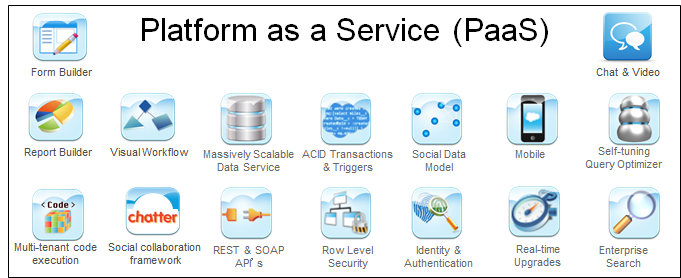 Platform as a Service (PaaS)
Form Builder
Chat & Video
Report Builder
Visual Workflow
Massively Scalable
Data Service
ACID Transactions
& Triggers
Social Data
Model
Mobile
Self-tuning
Query Optimizer
<Code>
Multi-tenant code
execution
chatter
Social collaboration
framework
REST & SOAP
API's
Row Level
Security
Identity &
Authentication
Real-time
Upgrades
Enterprise
Search